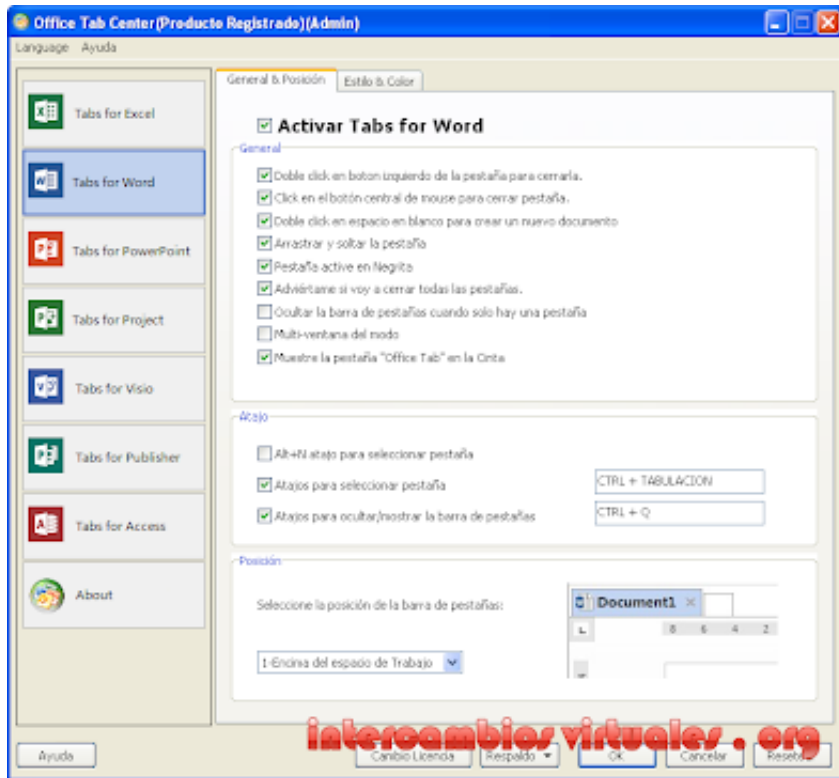 Office Tab Center(Producto Registrado)(Admin)
Language Ayuda
General & Posición Estilo & Color
Tabs for Excel
Tabs for Word
Tabs for PowerPoint
Tabs for Project
Tabs for Visio
Tabs for Publisher
Tabs for Access
About
Activar Tabs for Word
General
Doble click en boton izquierdo de la pestaña para cerrarla.
Click en el botón central de mouse para cerrar pestaña.
Doble click en espacio en blanco para crear un nuevo documento
Arrastrar y soltar la pestaña
Pestaña active en Negrita
Adviértame si voy a cerrar todas las pestañas.
Ocultar la barra de pestañas cuando solo hay una pestaña
Multi-ventana del modo
Muestre la pestaña "Office Tab" en la Cinta
Atajo
Alt+N atajo para seleccionar pestaña
Atajos para seleccionar pestaña CTRL + TABULACION
Atajos para ocultar/mostrar la barra de pestañas CTRL + Q
Posición
Seleccione la posición de la barra de pestañas:
Document1
L 8 6 4 2
1-Encima del espacio de Trabajo
intercambios virtuales . org
Ayuda Cambio Licencia Respaldo OK Cancelar